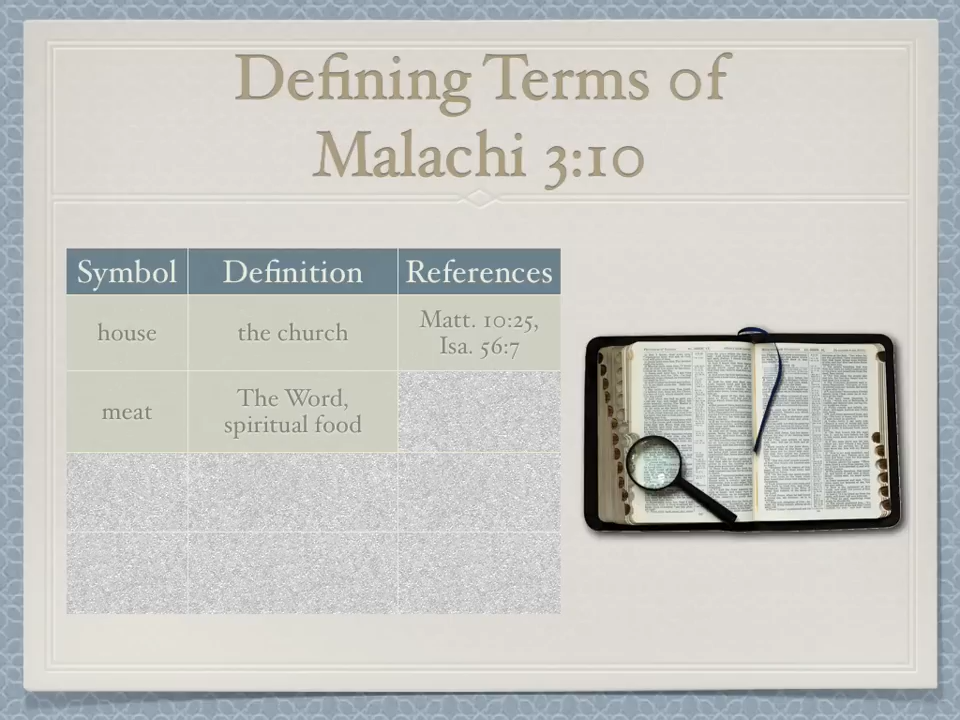 Defining Terms of
Malachi 3:10
Symbol Definition References
house the church Matt. 10:25,
Isa. 56:7
meat The Word,
spiritual food